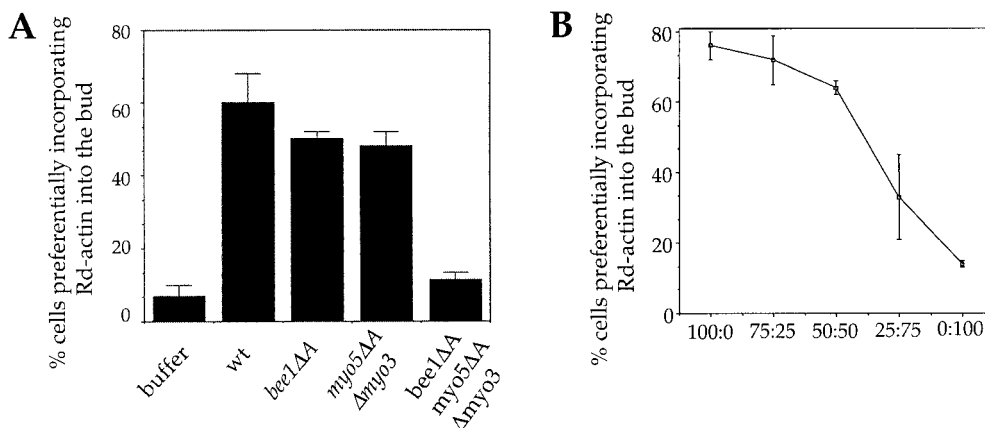 A
% cells preferentially incorporating
Rd-actin into the bud
80
60
40
20
0
buffer
wt
bee1ΔA
myo5ΔA
Δmyo3
bee1ΔA
myo5ΔA
Δmyo3
B
% cells preferentially incorporating
Rd-actin into the bud
80
60
40
20
0
100:0
75:25
50:50
25:75
0:100